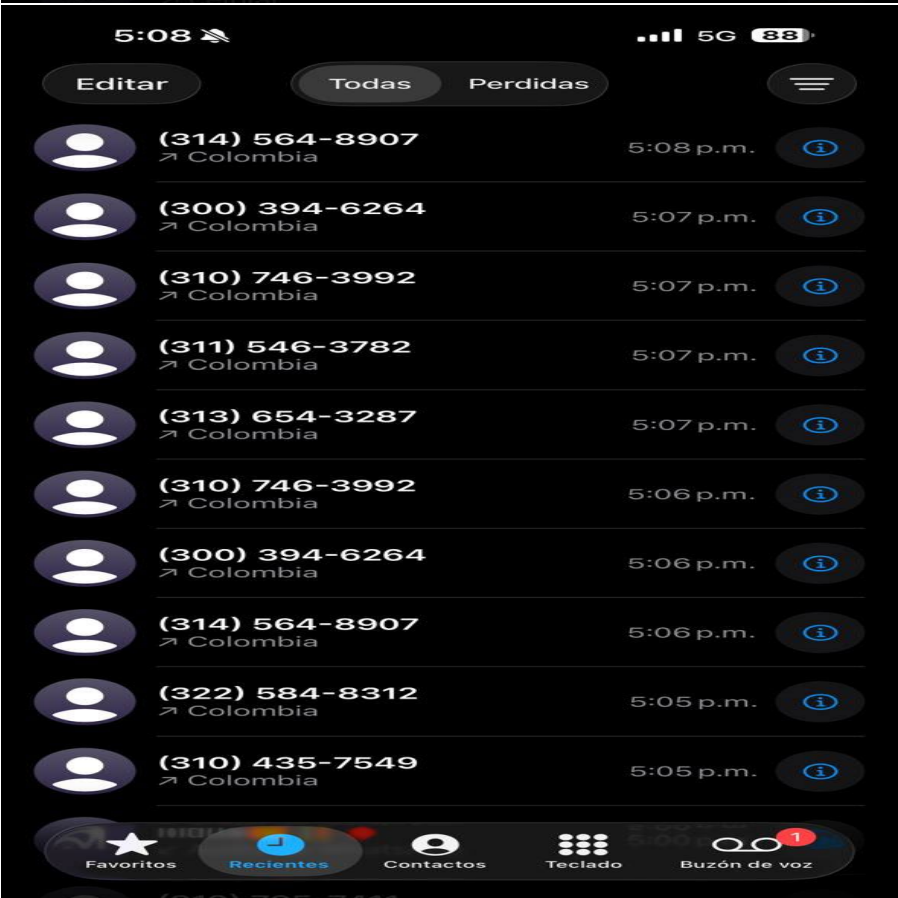 5:08 5G 88
Editar Todas Perdidas
(314) 564-8907
↗ Colombia 5:08 p.m.
(300) 394-6264
↗ Colombia 5:07 p.m.
(310) 746-3992
↗ Colombia 5:07 p.m.
(311) 546-3782
↗ Colombia 5:07 p.m.
(313) 654-3287
↗ Colombia 5:07 p.m.
(310) 746-3992
↗ Colombia 5:06 p.m.
(300) 394-6264
↗ Colombia 5:06 p.m.
(314) 564-8907
↗ Colombia 5:06 p.m.
(322) 584-8312
↗ Colombia 5:05 p.m.
(310) 435-7549
↗ Colombia 5:05 p.m.
1
Favoritos Recientes Contactos Teclado Buzón de voz